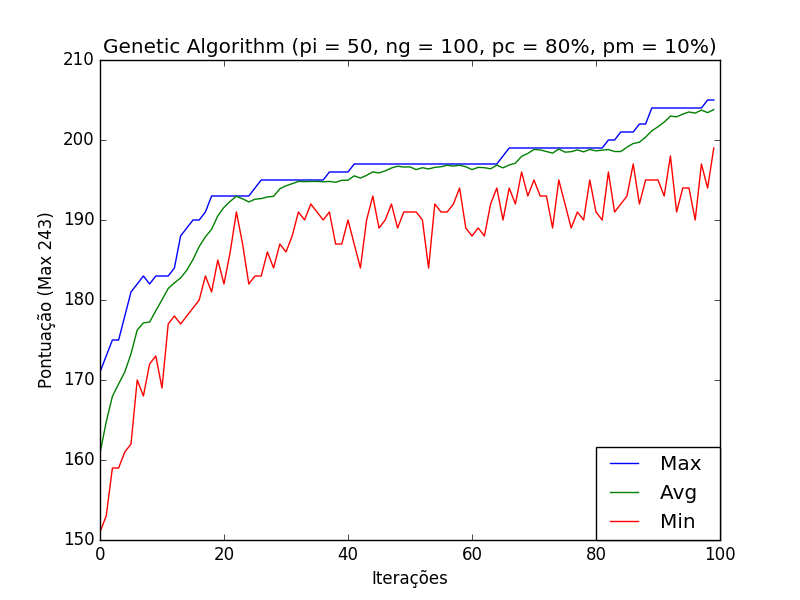 Genetic Algorithm (pi = 50, ng = 100, pc = 80%, pm = 10%)
210
200
190
180
170
160
150
Pontuação (Max 243)
0 20 40 60 80 100
Iterações
Max
Avg
Min